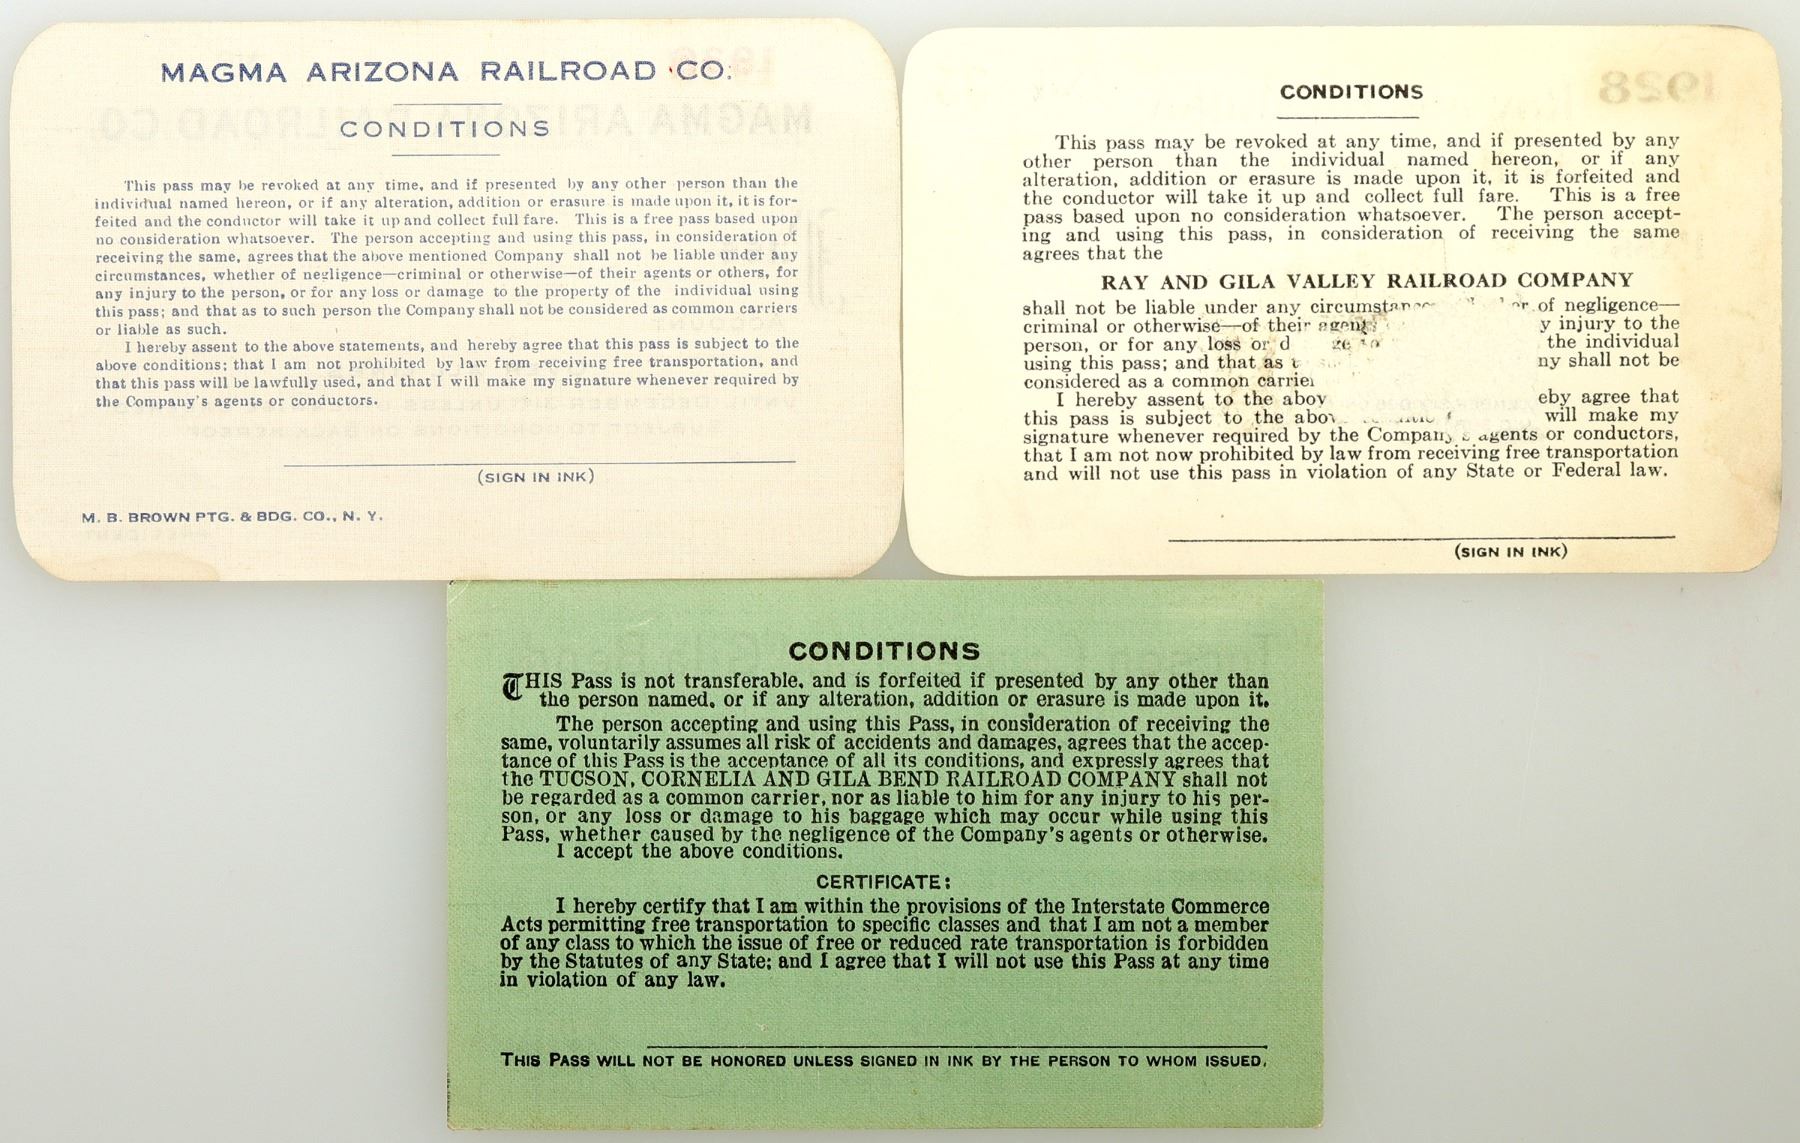 MAGMA ARIZONA RAILROAD CO.
CONDITIONS
This pass may be revoked at any time, and if presented by any other person than the
individual named hereon, or if any alteration, addition or erasure is made upon it, it is for-
feited and the conductor will take it up and collect full fare. This is a free pass based upon
no consideration whatsoever. The person accepting and using this pass, in consideration of
receiving the same, agrees that the above mentioned Company shall not be liable under any
circumstances, whether of negligence—criminal or otherwise—of their agents or others, for
any injury to the person, or for any loss or damage to the property of the individual using
this pass; and that as to such person the Company shall not be considered as common carriers
or liable as such.
I hereby assent to the above statements, and hereby agree that this pass is subject to the
above conditions; that I am not prohibited by law from receiving free transportation, and
that this pass will be lawfully used, and that I will make my signature whenever required by
the Company's agents or conductors.
(SIGN IN INK)
M. B. BROWN PTG. & BDG. CO., N. Y.
1928
CONDITIONS
This pass may be revoked at any time, and if presented by any
other person than the individual named hereon, or if any
alteration, addition or erasure is made upon it, it is forfeited and
the conductor will take it up and collect full fare. This is a free
pass based upon no consideration whatsoever. The person accept-
ing and using this pass, in consideration of receiving the same
agrees that the
RAY AND GILA VALLEY RAILROAD COMPANY
shall not be liable under any of negligence—
criminal or otherwise—of their injury to the
person, or for any loss or the individual
using this pass; and that as shall not be
considered as a common
I hereby assent to the agree that
this pass is subject to the will make my
signature whenever required by the agents or conductors,
that I am not now prohibited by law from receiving free transportation
and will not use this pass in violation of any State or Federal law.
(SIGN IN INK)
CONDITIONS
THIS Pass is not transferable, and is forfeited if presented by any other than
the person named, or if any alteration, addition or erasure is made upon it.
The person accepting and using this Pass, in consideration of receiving the
same, voluntarily assumes all risk of accidents and damages, agrees that the accep-
tance of this Pass is the acceptance of all its conditions, and expressly agrees that
the TUCSON, CORNELIA AND GILA BEND RAILROAD COMPANY shall not
be regarded as a common carrier, nor as liable to him for any injury to his per-
son, or any loss or damage to his baggage which may occur while using this
Pass, whether caused by the negligence of the Company's agents or otherwise.
I accept the above conditions.
CERTIFICATE:
I hereby certify that I am within the provisions of the Interstate Commerce
Acts permitting free transportation to specific classes and that I am not a member
of any class to which the issue of free or reduced rate transportation is forbidden
by the Statutes of any State; and I agree that I will not use this Pass at any time
in violation of any law.
THIS PASS WILL NOT BE HONORED UNLESS SIGNED IN INK BY THE PERSON TO WHOM ISSUED.